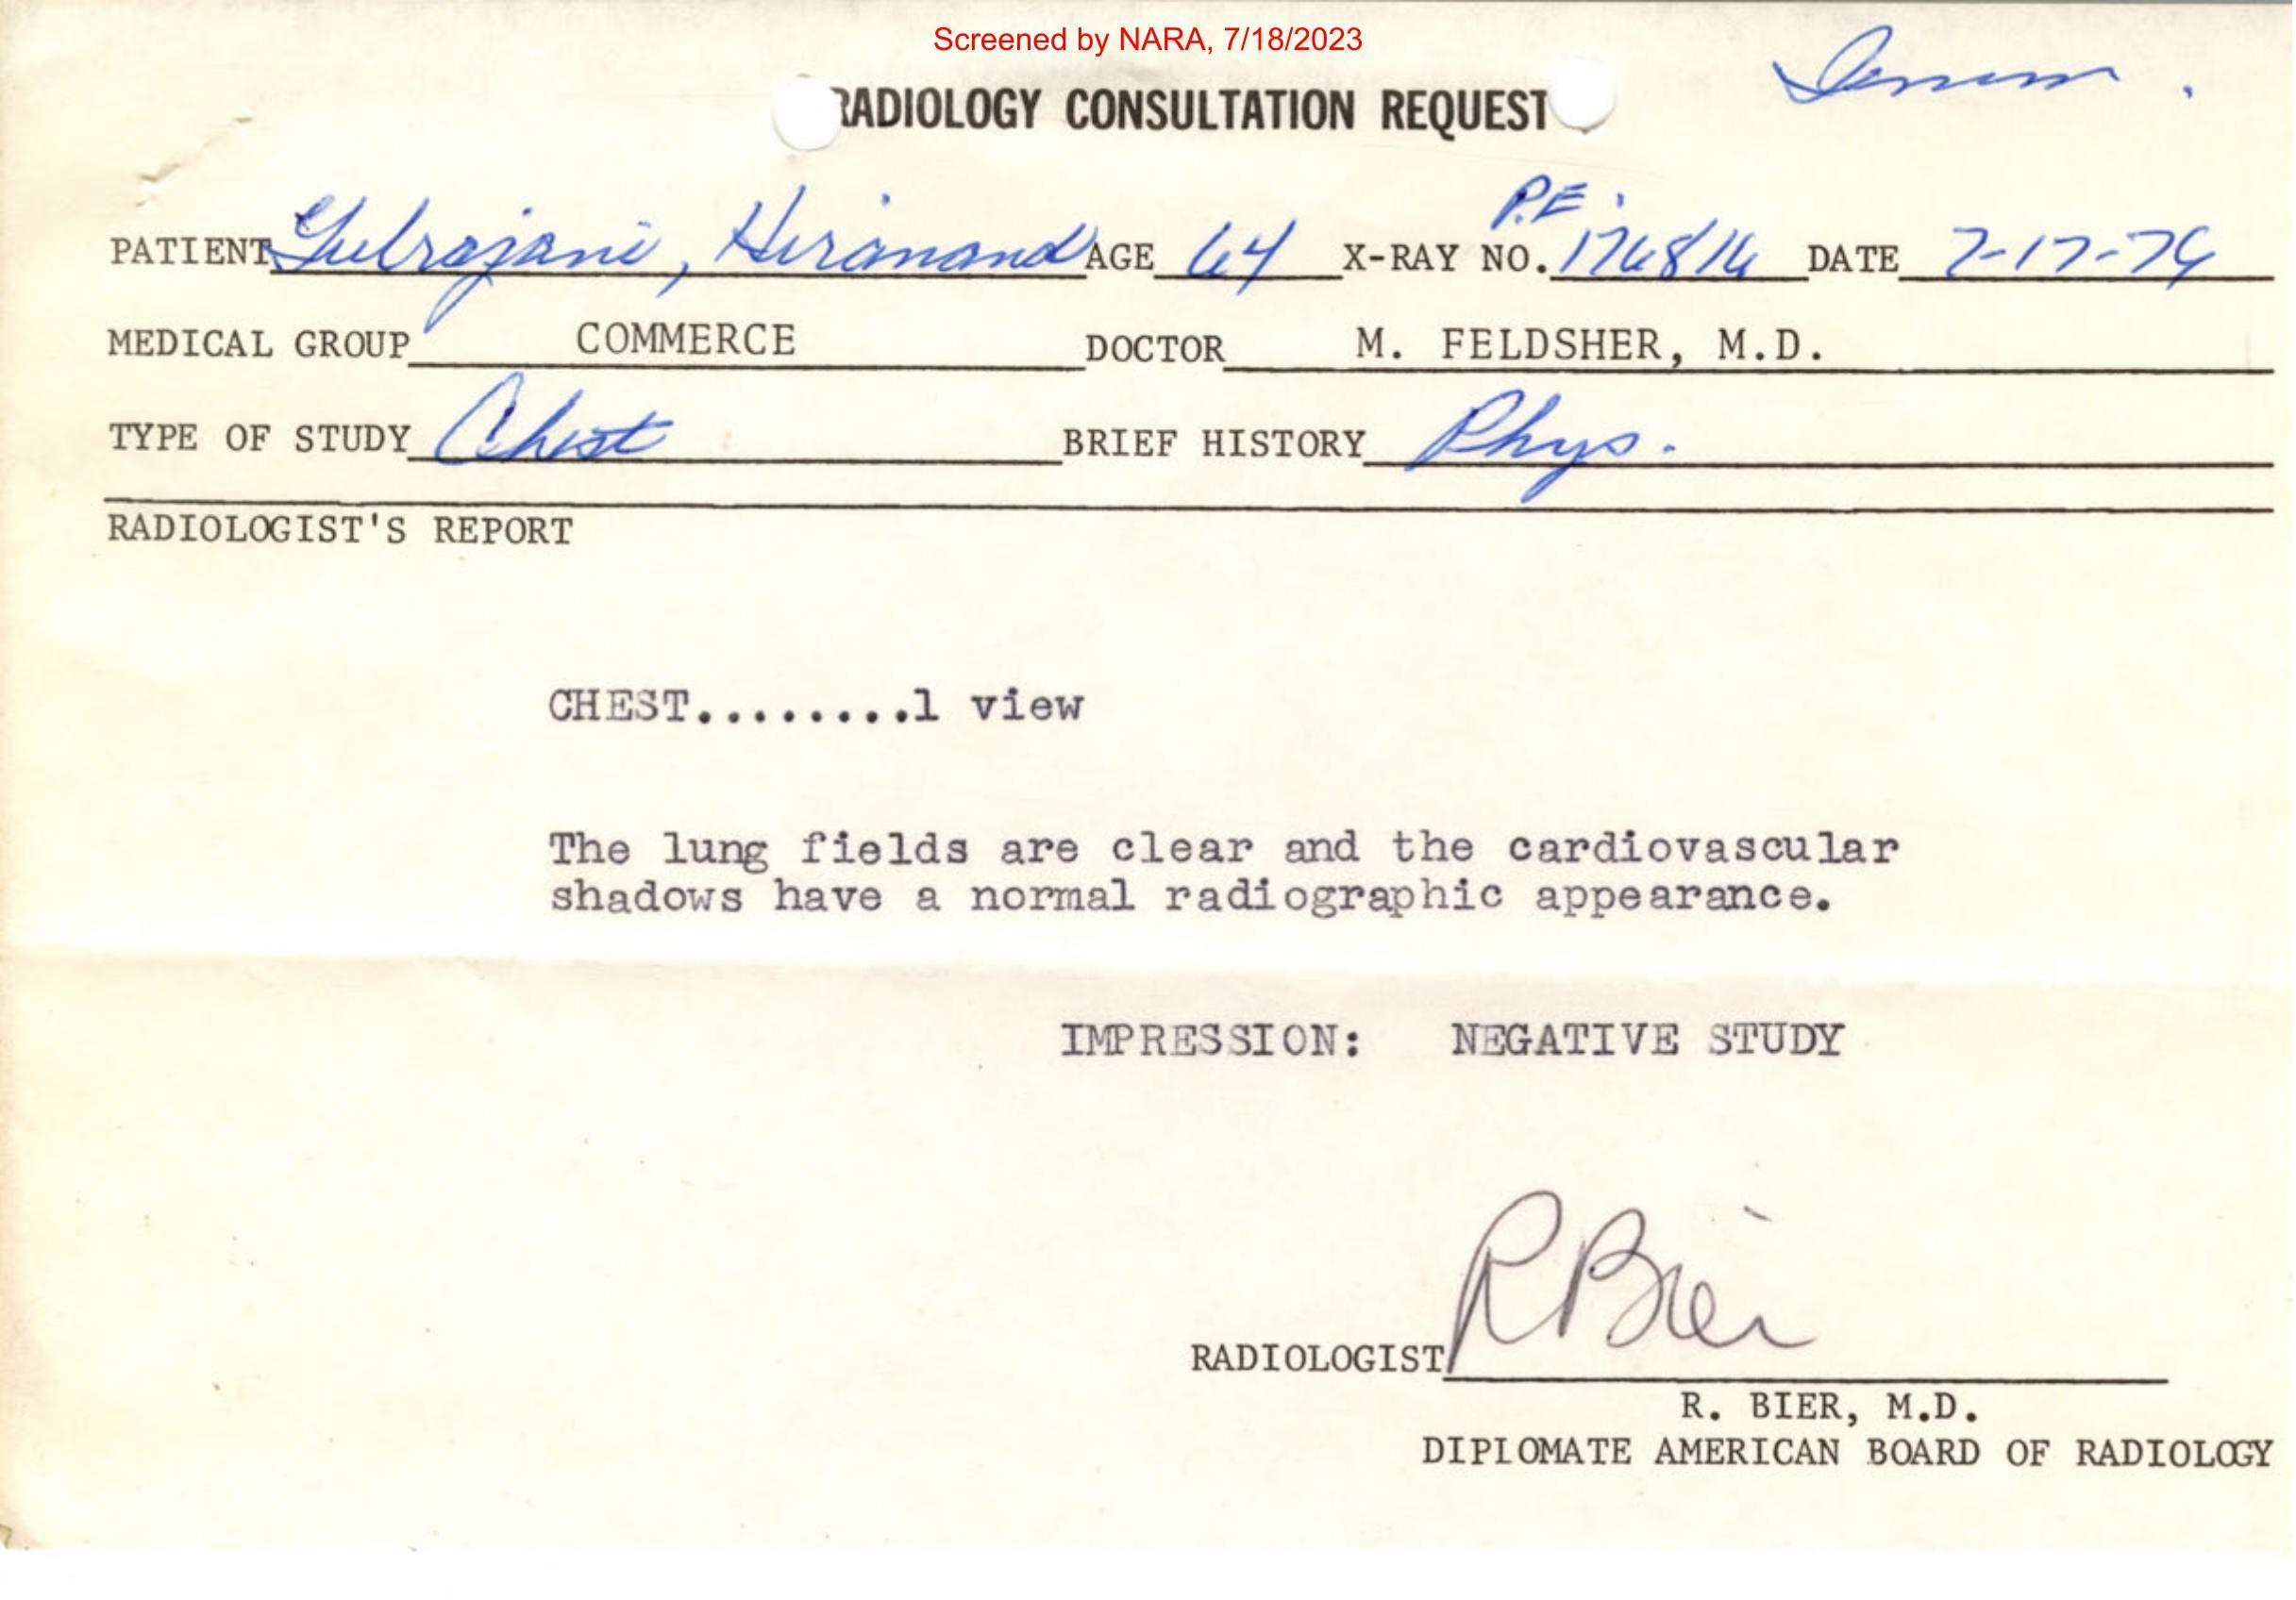 Screened by NARA, 7/18/2023
RADIOLOGY CONSULTATION REQUEST
P.E.
PATIENT Gulrajani, Hiranand AGE 64 X-RAY NO. 176816 DATE 7-17-74
MEDICAL GROUP COMMERCE DOCTOR M. FELDSHER, M.D.
TYPE OF STUDY Chest BRIEF HISTORY Phys.
RADIOLOGIST'S REPORT
CHEST........1 view
The lung fields are clear and the cardiovascular
shadows have a normal radiographic appearance.
IMPRESSION: NEGATIVE STUDY
RADIOLOGIST R Bier
R. BIER, M.D.
DIPLOMATE AMERICAN BOARD OF RADIOLOGY